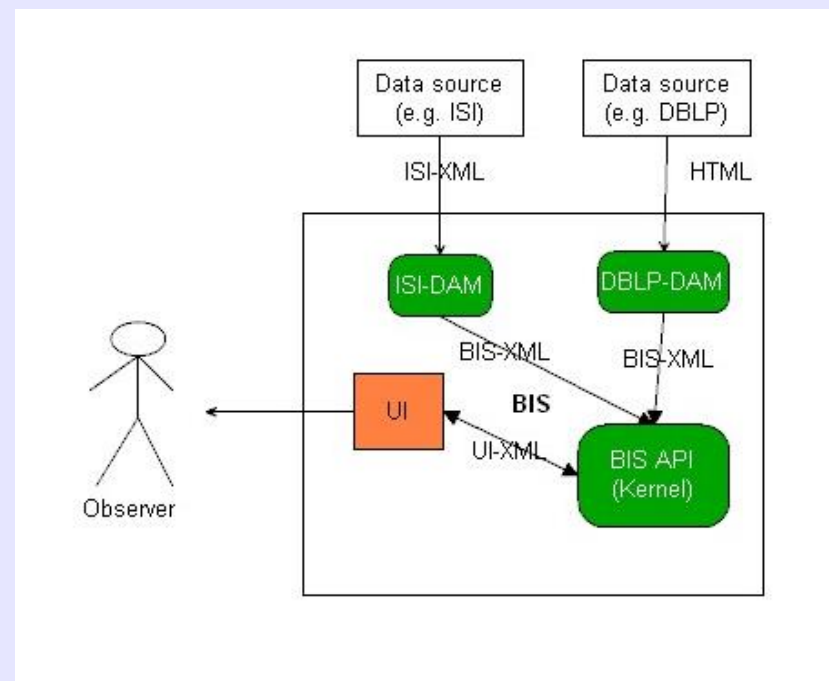 Data source
(e.g. ISI)
Data source
(e.g. DBLP)
ISI-XML
HTML
ISI-DAM
DBLP-DAM
BIS-XML
BIS-XML
BIS
UI
UI-XML
BIS API
(Kernel)
Observer